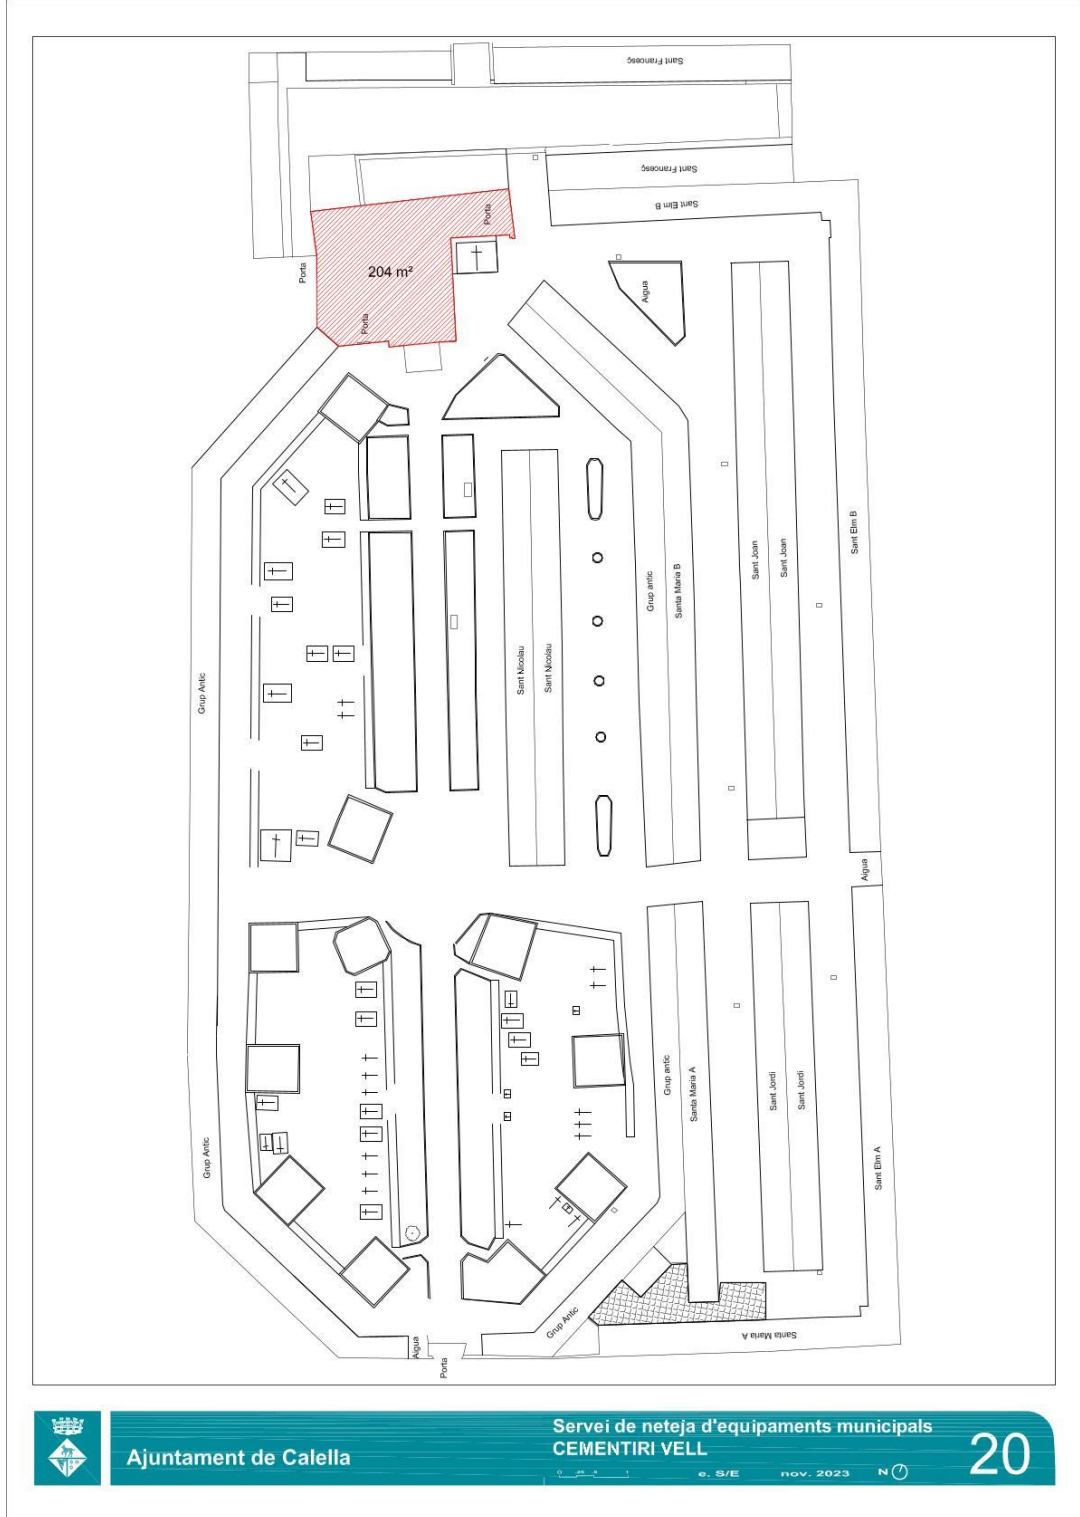 Sant Francesç
Sant Francesç
Sant Elm B
Porta
Porta
204 m²
Aigua
Porta
Sant Elm B
Sant Joan
Sant Joan
Grup antic
Santa Maria B
Sant Nicolau
Sant Nicolau
Grup Antic
Aigua
Grup antic
Santa Maria A
Sant Jordi
Sant Jordi
Grup Antic
Sant Elm A
Grup Antic
Santa Maria A
Aigua
Porta
Servei de neteja d'equipaments municipals
CEMENTIRI VELL
Ajuntament de Calella
e. S/E
nov. 2023
N
20